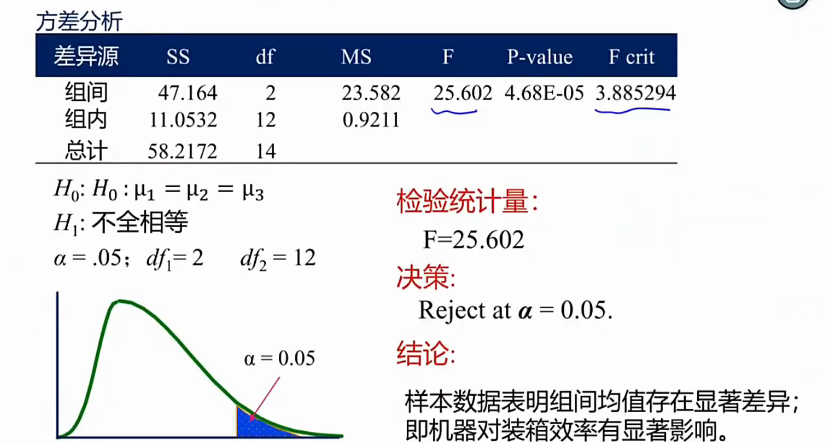 方差分析
差异源 SS df MS F P-value F crit
组间 47.164 2 23.582 25.602 4.68E-05 3.885294
组内 11.0532 12 0.9211
总计 58.2172 14
H₀: H₀ : μ₁ = μ₂ = μ₃
H₁: 不全相等
α = .05; df₁= 2 df₂ = 12
α = 0.05
检验统计量：
F=25.602
决策:
Reject at α = 0.05.
结论:
样本数据表明组间均值存在显著差异；
即机器对装箱效率有显著影响。